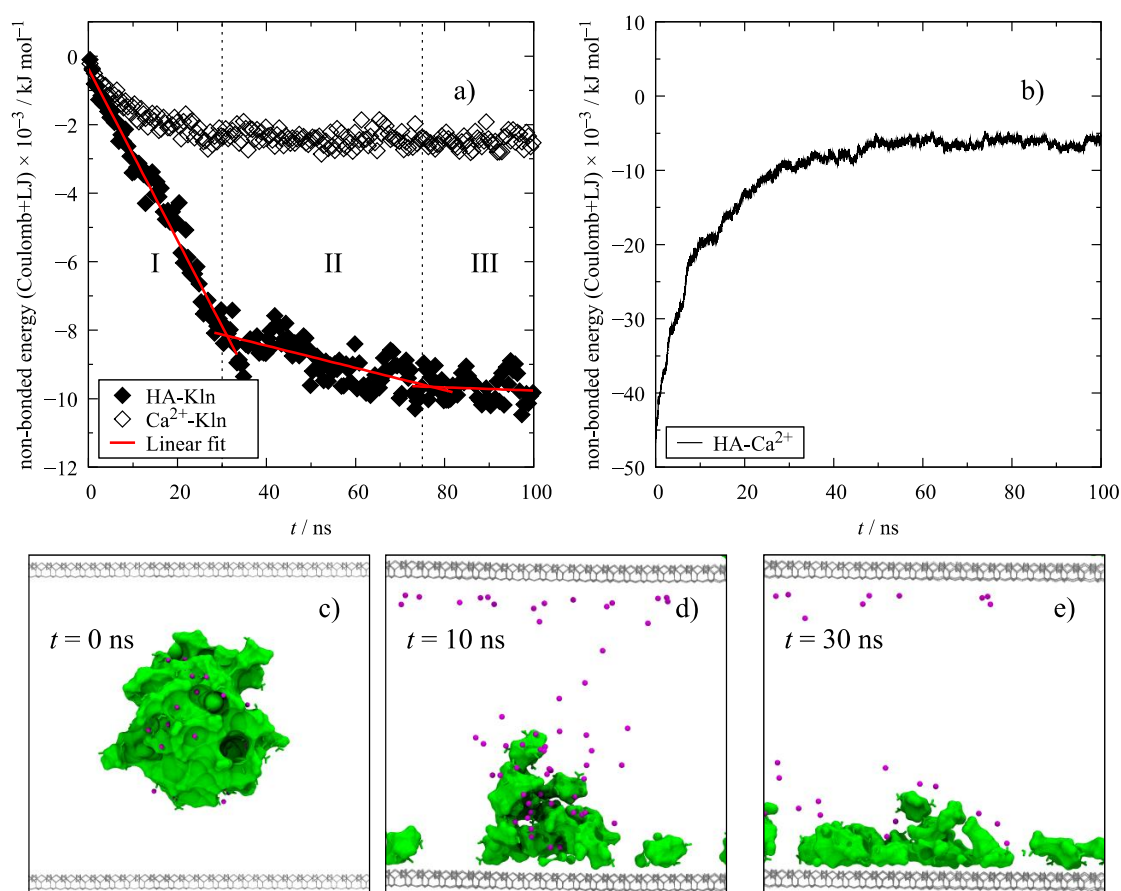 non-bonded energy (Coulomb+LJ) × 10⁻³ / kJ mol⁻¹
0
−2
−4
−6
−8
−10
−12
a)
I
II
III
HA-Kln
Ca²⁺-Kln
Linear fit
0
20
40
60
80
100
t / ns
non-bonded energy (Coulomb+LJ) × 10⁻³ / kJ mol⁻¹
10
0
−10
−20
−30
−40
−50
b)
HA-Ca²⁺
0
20
40
60
80
100
t / ns
c)
t = 0 ns
d)
t = 10 ns
e)
t = 30 ns